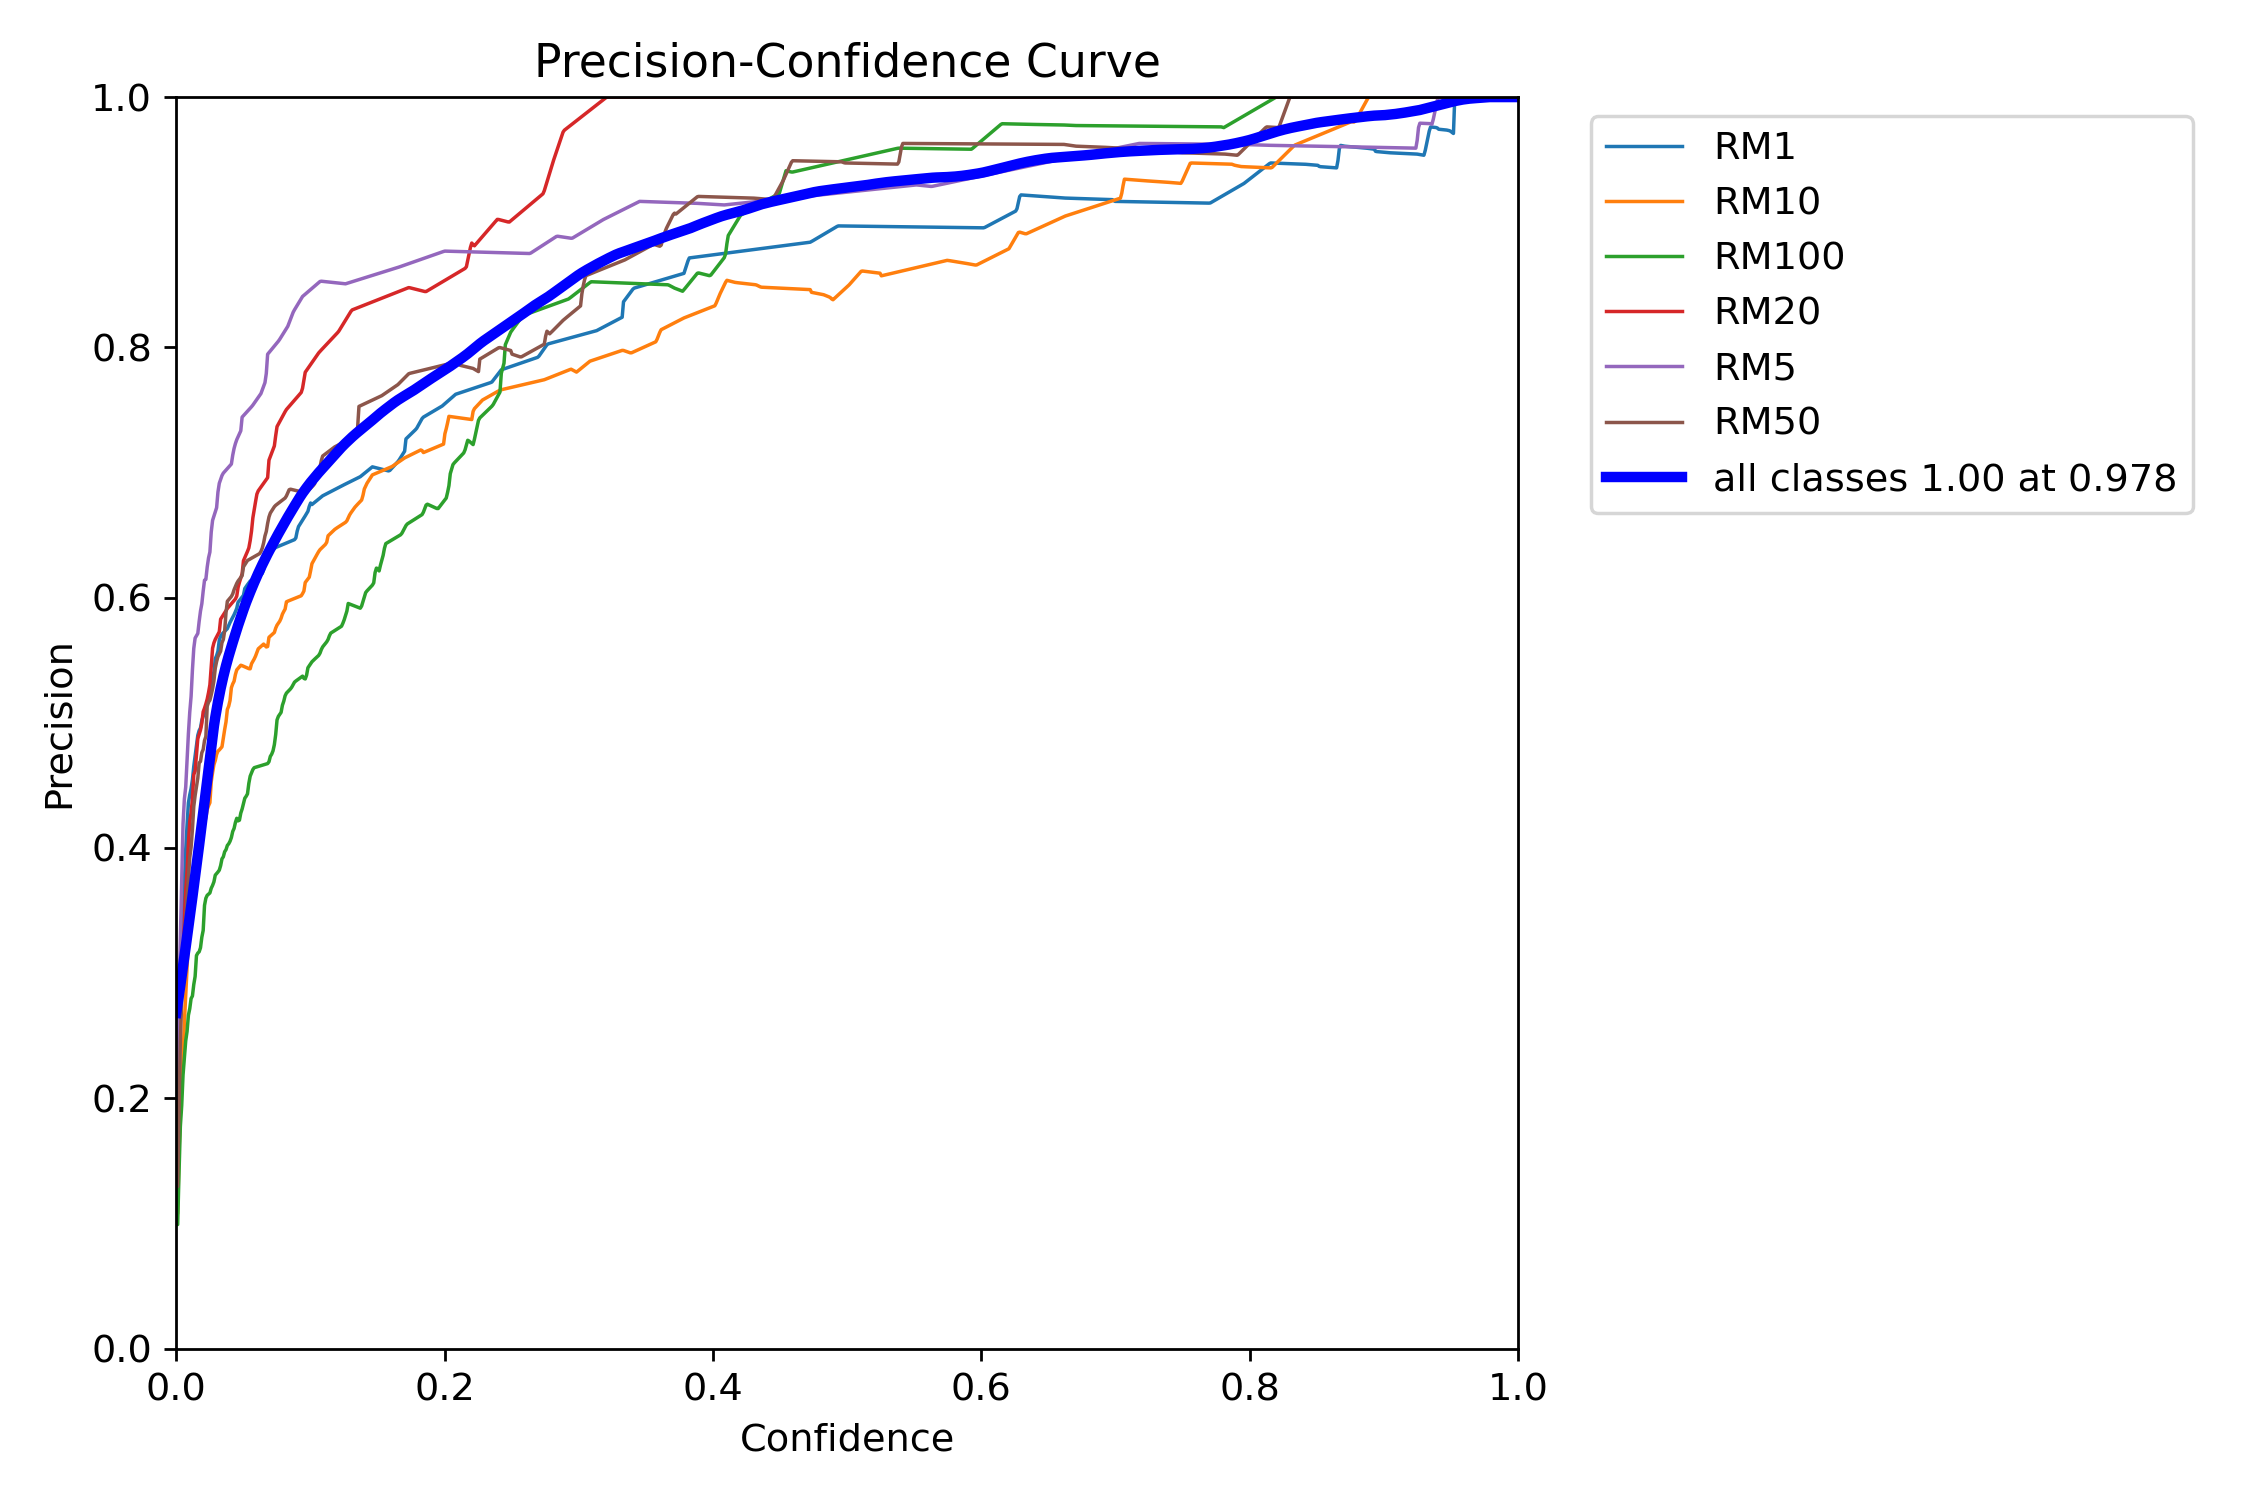 Precision-Confidence Curve
1.0
0.8
0.6
0.4
0.2
0.0
Precision
0.0 0.2 0.4 0.6 0.8 1.0
Confidence
RM1
RM10
RM100
RM20
RM5
RM50
all classes 1.00 at 0.978